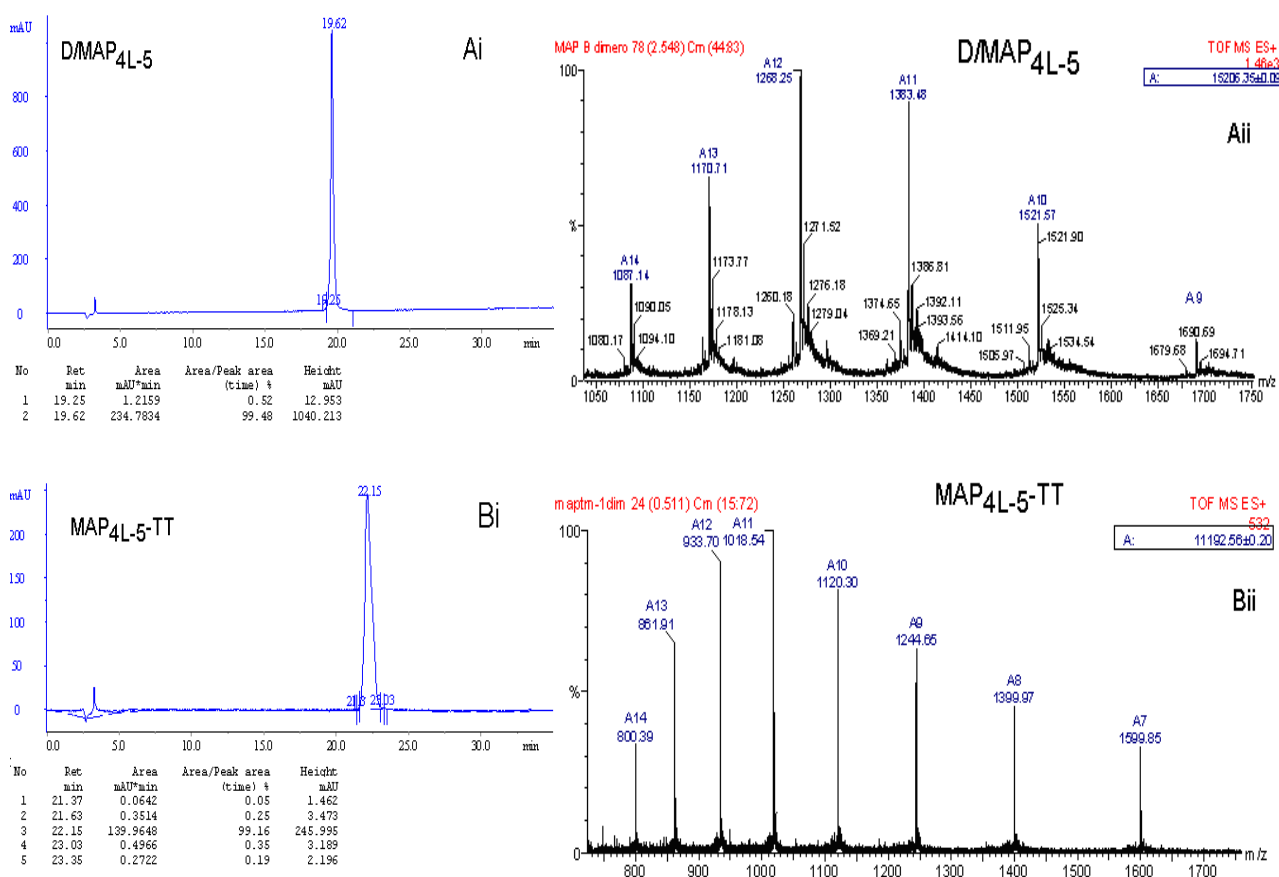 mAU
19.62
D/MAP4L-5
Ai
800
600
400
200
0
19.25
0.0 5.0 10.0 15.0 20.0 25.0 30.0 min
No Ret Area Area/Peak area Height
min mAU*min (time) % mAU
1 19.25 1.2159 0.52 12.953
2 19.62 234.7834 99.48 1040.213
MAP B dimero 78 (2.548) Cm (44:83)
D/MAP4L-5
TOF MS ES+
1.46e3
A: 15206.35±0.09
Aii
100
%
0
A14
1087.14
1080.17
1090.05
1094.10
A13
1170.71
1173.77
1178.13
1181.08
A12
1268.25
1260.18
1271.52
1276.18
1279.04
A11
1383.48
1374.65
1369.21
1386.81
1392.11
1393.56
1414.10
A10
1521.57
1521.90
1511.95
1505.97
1525.34
1534.54
A9
1690.69
1679.68
1694.71
1050 1100 1150 1200 1250 1300 1350 1400 1450 1500 1550 1600 1650 1700 1750 m/z
mAU
22.15
MAP4L-5-TT
Bi
200
150
100
50
0
23.03
0.0 5.0 10.0 15.0 20.0 25.0 30.0 min
No Ret Area Area/Peak area Height
min mAU*min (time) % mAU
1 21.37 0.0642 0.05 1.462
2 21.63 0.3514 0.25 3.473
3 22.15 139.9648 99.16 245.995
4 23.03 0.4966 0.35 3.189
5 23.35 0.2722 0.19 2.196
maptm-1dim 24 (0.511) Cm (15:72)
MAP4L-5-TT
TOF MS ES+
532
A: 11192.56±0.20
Bii
100
%
0
A14
800.39
A13
861.91
A12
933.70
A11
1018.54
A10
1120.30
A9
1244.65
A8
1399.97
A7
1599.85
800 900 1000 1100 1200 1300 1400 1500 1600 1700 m/z